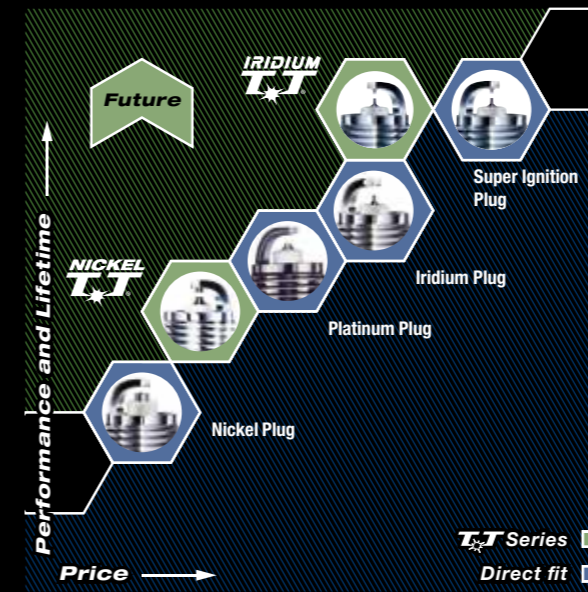 IRIDIUM
TT
Future
Super Ignition
Plug
Iridium Plug
NICKEL
TT
Platinum Plug
Nickel Plug
Performance and Lifetime
TT Series
Direct fit
Price